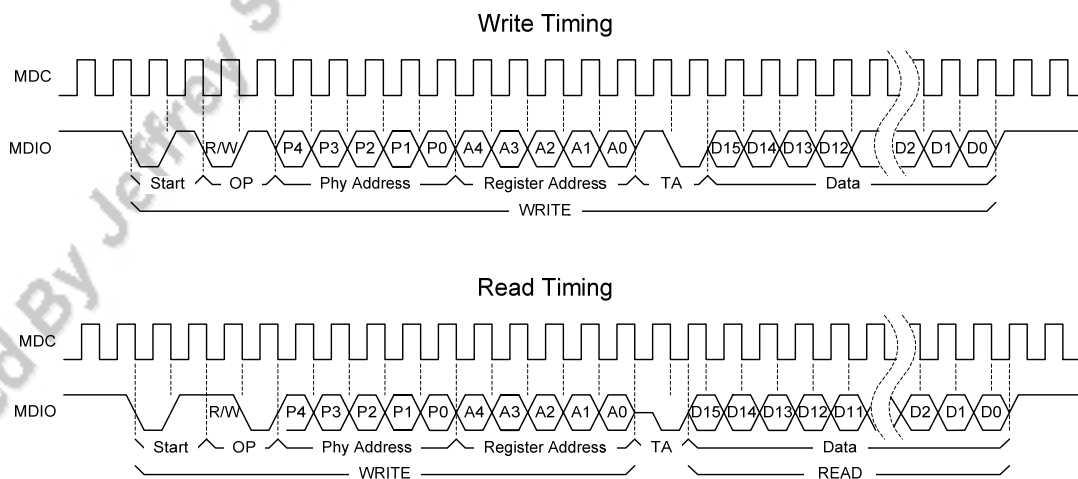 Write Timing
MDC
MDIO R/W P4 P3 P2 P1 P0 A4 A3 A2 A1 A0 D15 D14 D13 D12 D2 D1 D0
Start OP Phy Address Register Address TA Data
WRITE
Read Timing
MDC
MDIO R/W P4 P3 P2 P1 P0 A4 A3 A2 A1 A0 D15 D14 D13 D12 D11 D2 D1 D0
Start OP Phy Address Register Address TA Data
WRITE READ
d By Jeffrey S